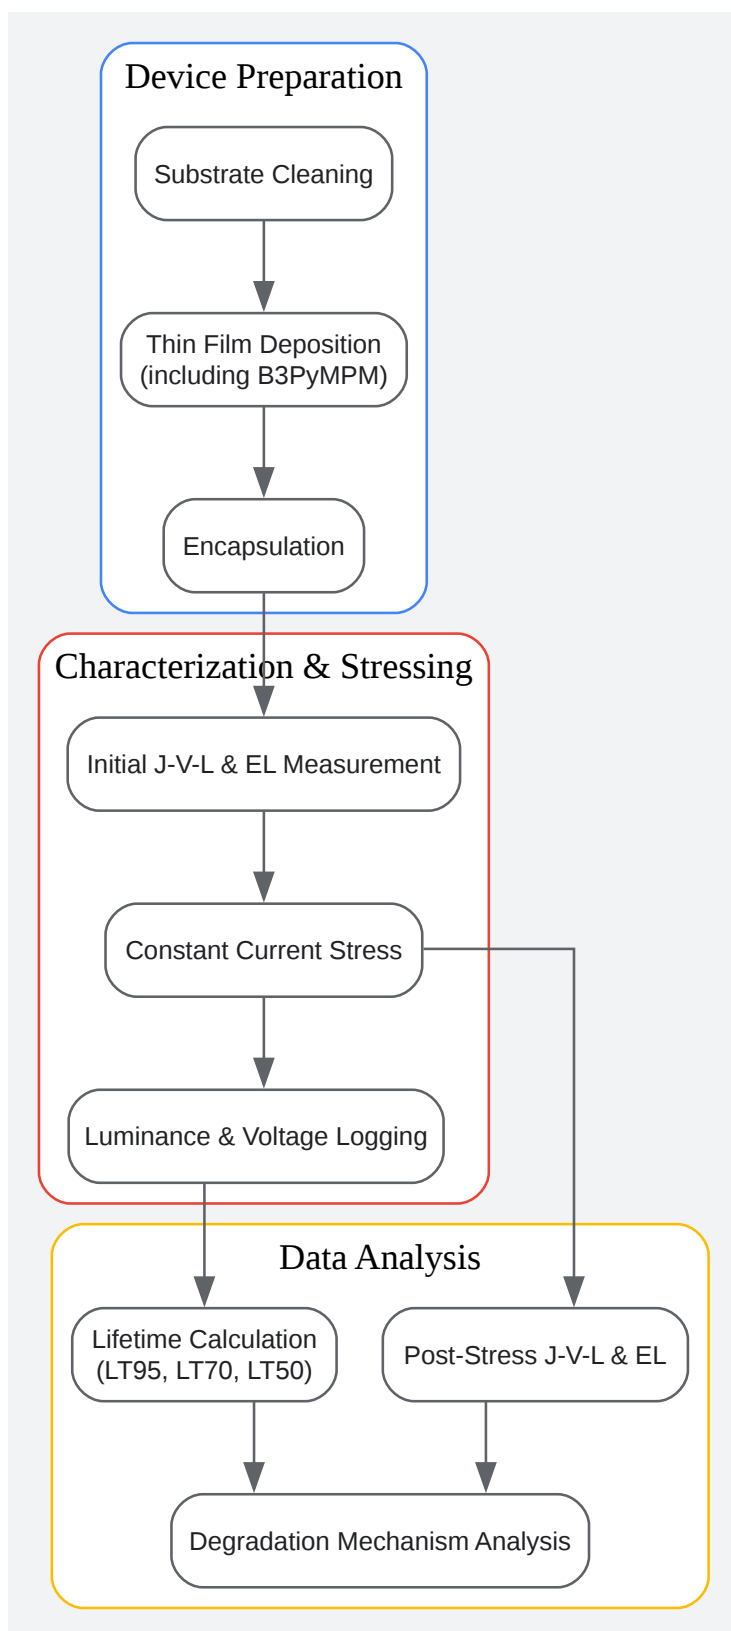 Device Preparation
Substrate Cleaning
Thin Film Deposition
(including B3PyMPM)
Encapsulation
Characterization & Stressing
Initial J-V-L & EL Measurement
Constant Current Stress
Luminance & Voltage Logging
Data Analysis
Lifetime Calculation
(LT95, LT70, LT50)
Post-Stress J-V-L & EL
Degradation Mechanism Analysis